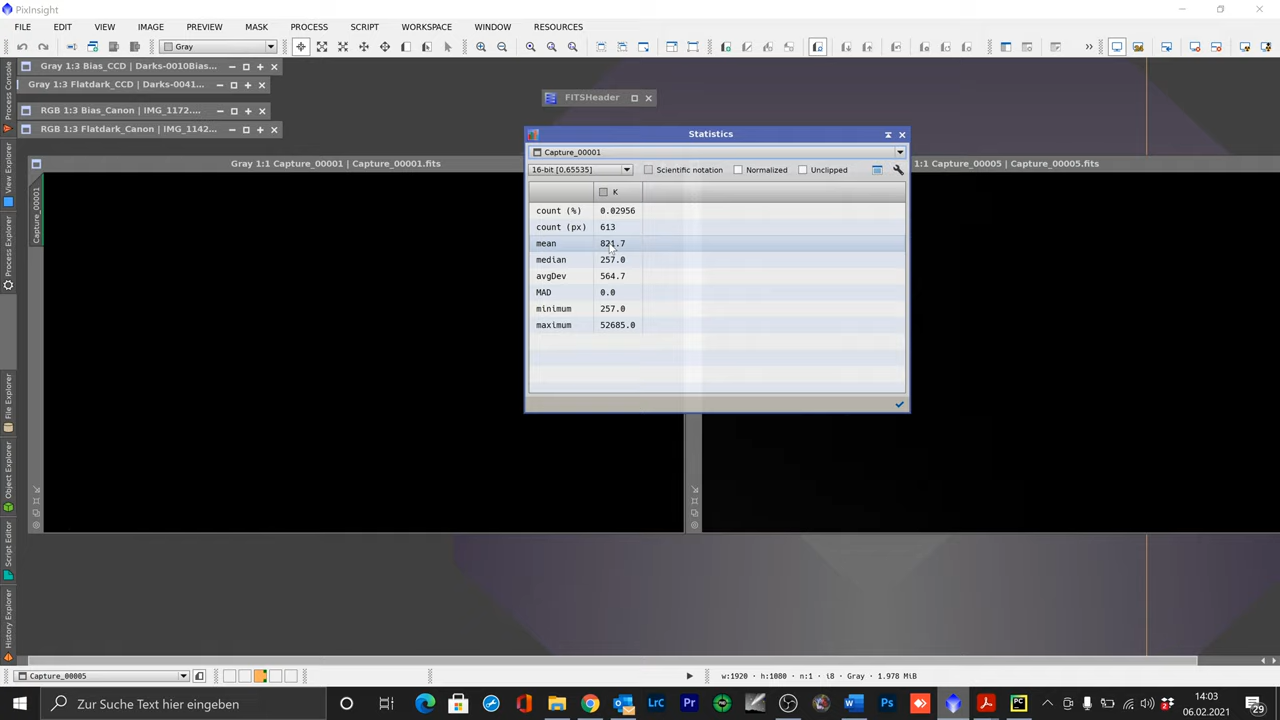 PixInsight
FILE EDIT VIEW IMAGE PREVIEW MASK PROCESS SCRIPT WORKSPACE WINDOW RESOURCES
Gray
Gray 1:3 Bias_CCD | Darks-0010Bias...
Gray 1:3 Flatdark_CCD | Darks-0041...
RGB 1:3 Bias_Canon | IMG_1172....
RGB 1:3 Flatdark_Canon | IMG_1142...
FITSHeader
Statistics
Capture_00001
16-bit [0,65535] Scientific notation Normalized Unclipped
K
count (%) 0.02956
count (px) 613
mean 821.7
median 257.0
avgDev 564.7
MAD 0.0
minimum 257.0
maximum 52685.0
Gray 1:1 Capture_00001 | Capture_00001.fits
1:1 Capture_00005 | Capture_00005.fits
Capture_00001
Process Console
View Explorer
Process Explorer
File Explorer
Object Explorer
Script Editor
History Explorer
Capture_00005
w:1920 · h:1080 · n:1 · i8 · Gray · 1.978 MiB
Zur Suche Text hier eingeben
LrC
Pr
Ps
PC
14:03
06.02.2021
29